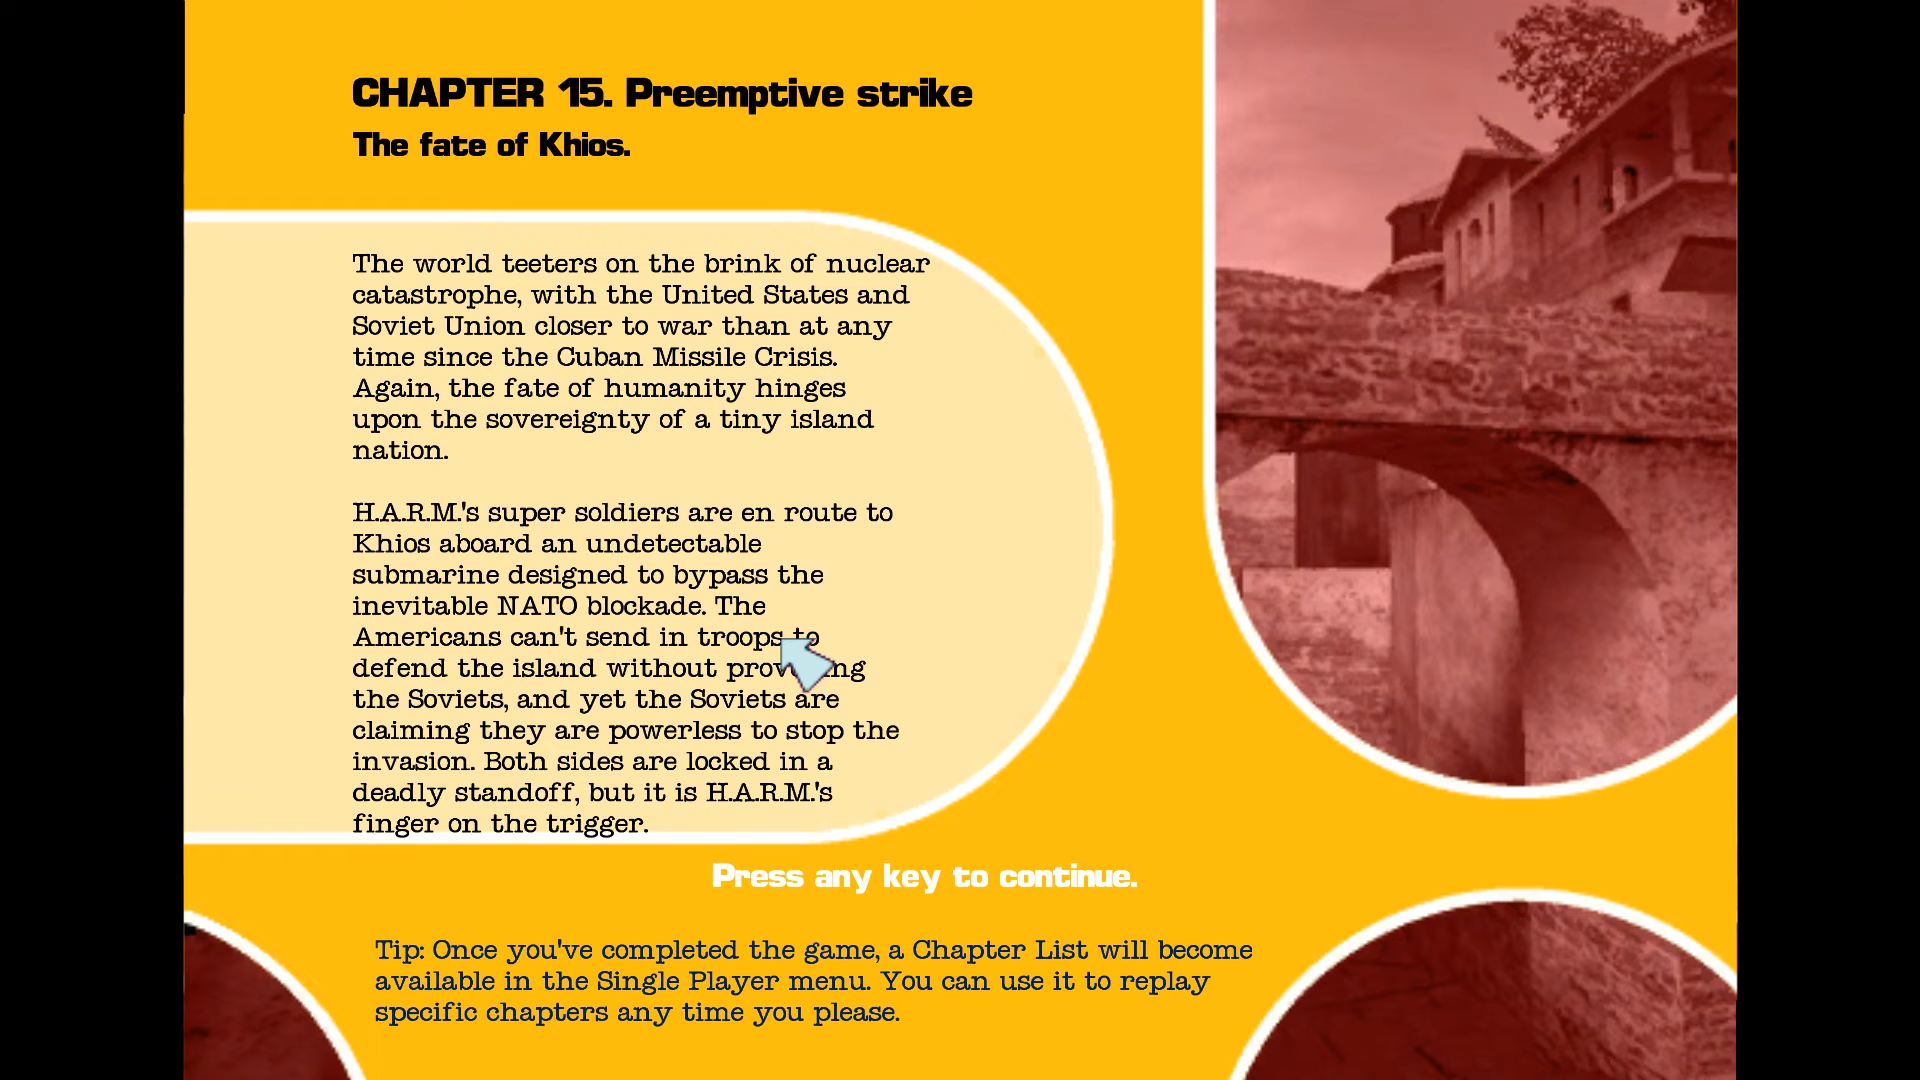 CHAPTER 15. Preemptive strike
The fate of Khios.
The world teeters on the brink of nuclear
catastrophe, with the United States and
Soviet Union closer to war than at any
time since the Cuban Missile Crisis.
Again, the fate of humanity hinges
upon the sovereignty of a tiny island
nation.
H.A.R.M.'s super soldiers are en route to
Khios aboard an undetectable
submarine designed to bypass the
inevitable NATO blockade. The
Americans can't send in troops to
defend the island without
the Soviets, and yet the Soviets are
claiming they are powerless to stop the
invasion. Both sides are locked in a
deadly standoff, but it is H.A.R.M.'s
finger on the trigger.
Press any key to continue.
Tip: Once you've completed the game, a Chapter List will become
available in the Single Player menu. You can use it to replay
specific chapters any time you please.